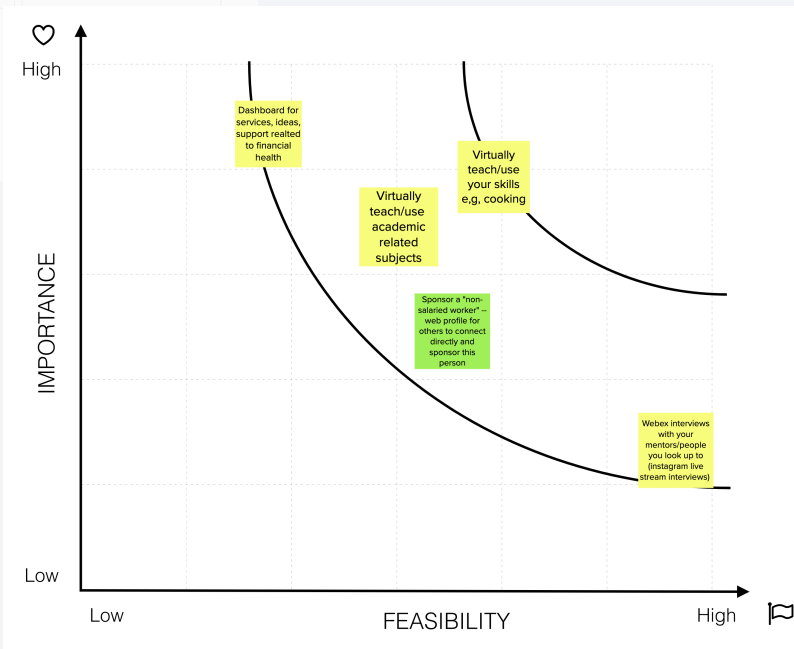 High
Dashboard for
services, ideas,
support realted
to financial
health
Virtually
teach/use
your skills
e,g, cooking
Virtually
teach/use
academic
related
subjects
IMPORTANCE
Sponsor a "non-
salaried worker" --
web profile for
others to connect
directly and
sponsor this
person
Webex interviews
with your
mentors/people
you look up to
(instagram live
stream interviews)
Low
Low
FEASIBILITY
High